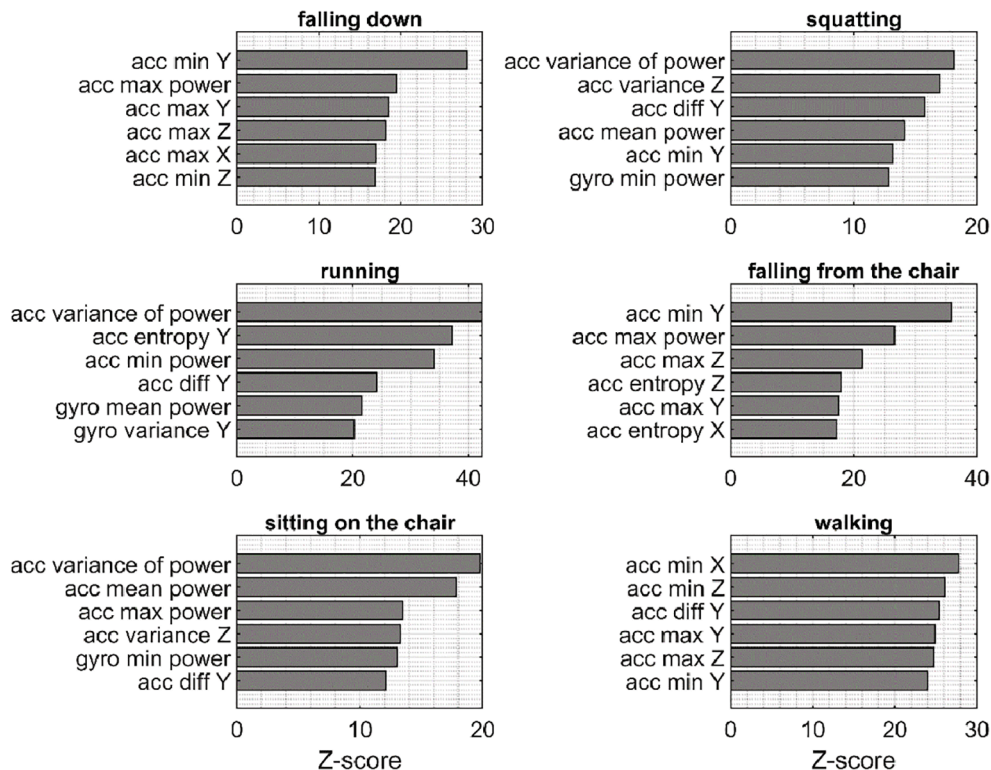 falling down
acc min Y
acc max power
acc max Y
acc max Z
acc max X
acc min Z
0 10 20 30
squatting
acc variance of power
acc variance Z
acc diff Y
acc mean power
acc min Y
gyro min power
0 10 20
running
acc variance of power
acc entropy Y
acc min power
acc diff Y
gyro mean power
gyro variance Y
0 20 40
falling from the chair
acc min Y
acc max power
acc max Z
acc entropy Z
acc max Y
acc entropy X
0 20 40
sitting on the chair
acc variance of power
acc mean power
acc max power
acc variance Z
gyro min power
acc diff Y
0 10 20
Z-score
walking
acc min X
acc min Z
acc diff Y
acc max Y
acc max Z
acc min Y
0 10 20 30
Z-score